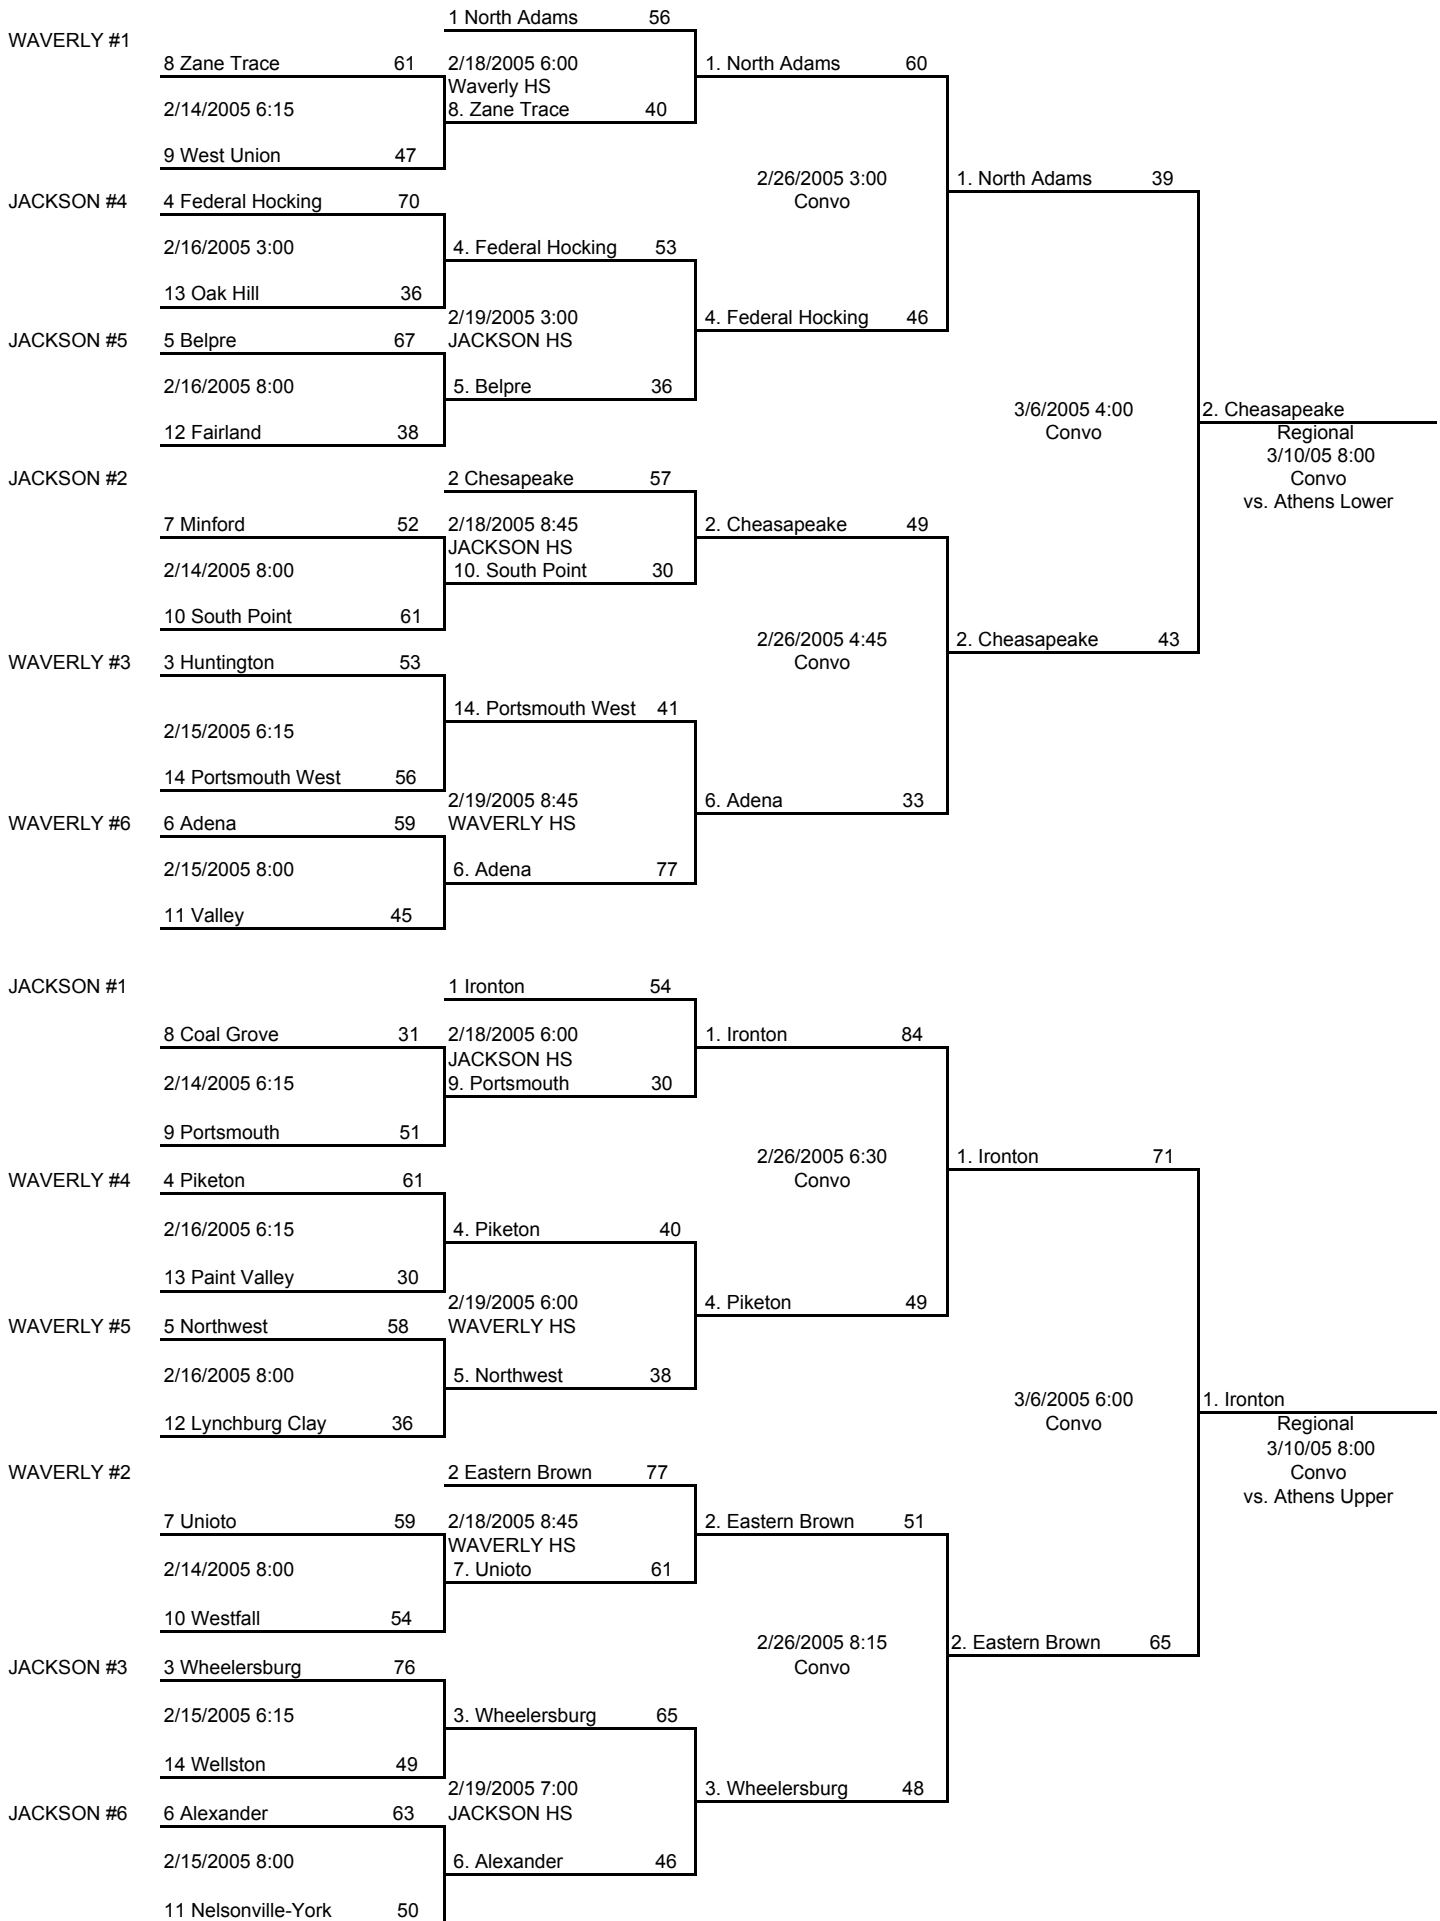 1 North Adams 56
WAVERLY #1
8 Zane Trace 61 2/18/2005 6:00 1. North Adams 60
Waverly HS
2/14/2005 6:15 8. Zane Trace 40
9 West Union 47
2/26/2005 3:00 1. North Adams 39
JACKSON #4 4 Federal Hocking 70 Convo
2/16/2005 3:00 4. Federal Hocking 53
13 Oak Hill 36
2/19/2005 3:00 4. Federal Hocking 46
JACKSON #5 5 Belpre 67 JACKSON HS
2/16/2005 8:00 5. Belpre 36
3/6/2005 4:00 2. Cheasapeake
12 Fairland 38 Convo Regional
3/10/05 8:00
JACKSON #2 2 Chesapeake 57 Convo
vs. Athens Lower
7 Minford 52 2/18/2005 8:45 2. Cheasapeake 49
JACKSON HS
2/14/2005 8:00 10. South Point 30
10 South Point 61
2/26/2005 4:45 2. Cheasapeake 43
WAVERLY #3 3 Huntington 53 Convo
14. Portsmouth West 41
2/15/2005 6:15
14 Portsmouth West 56
2/19/2005 8:45 6. Adena 33
WAVERLY #6 6 Adena 59 WAVERLY HS
2/15/2005 8:00 6. Adena 77
11 Valley 45
JACKSON #1 1 Ironton 54
8 Coal Grove 31 2/18/2005 6:00 1. Ironton 84
JACKSON HS
2/14/2005 6:15 9. Portsmouth 30
9 Portsmouth 51
2/26/2005 6:30 1. Ironton 71
WAVERLY #4 4 Piketon 61 Convo
2/16/2005 6:15 4. Piketon 40
13 Paint Valley 30
2/19/2005 6:00 4. Piketon 49
WAVERLY #5 5 Northwest 58 WAVERLY HS
2/16/2005 8:00 5. Northwest 38
3/6/2005 6:00 1. Ironton
12 Lynchburg Clay 36 Convo Regional
3/10/05 8:00
WAVERLY #2 2 Eastern Brown 77 Convo
vs. Athens Upper
7 Unioto 59 2/18/2005 8:45 2. Eastern Brown 51
WAVERLY HS
2/14/2005 8:00 7. Unioto 61
10 Westfall 54
2/26/2005 8:15 2. Eastern Brown 65
JACKSON #3 3 Wheelersburg 76 Convo
2/15/2005 6:15 3. Wheelersburg 65
14 Wellston 49
2/19/2005 7:00 3. Wheelersburg 48
JACKSON #6 6 Alexander 63 JACKSON HS
2/15/2005 8:00 6. Alexander 46
11 Nelsonville-York 50